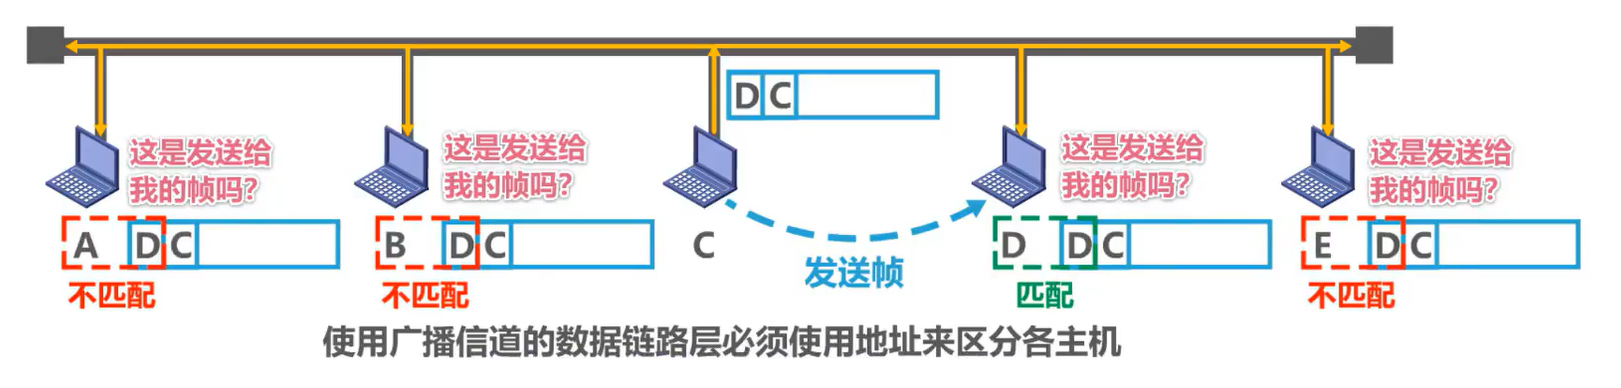 D C
这是发送给
我的帧吗?
这是发送给
我的帧吗?
这是发送给
我的帧吗?
这是发送给
我的帧吗?
A D C
B D C
C
D D C
E D C
发送帧
不匹配
不匹配
匹配
不匹配
使用广播信道的数据链路层必须使用地址来区分各主机